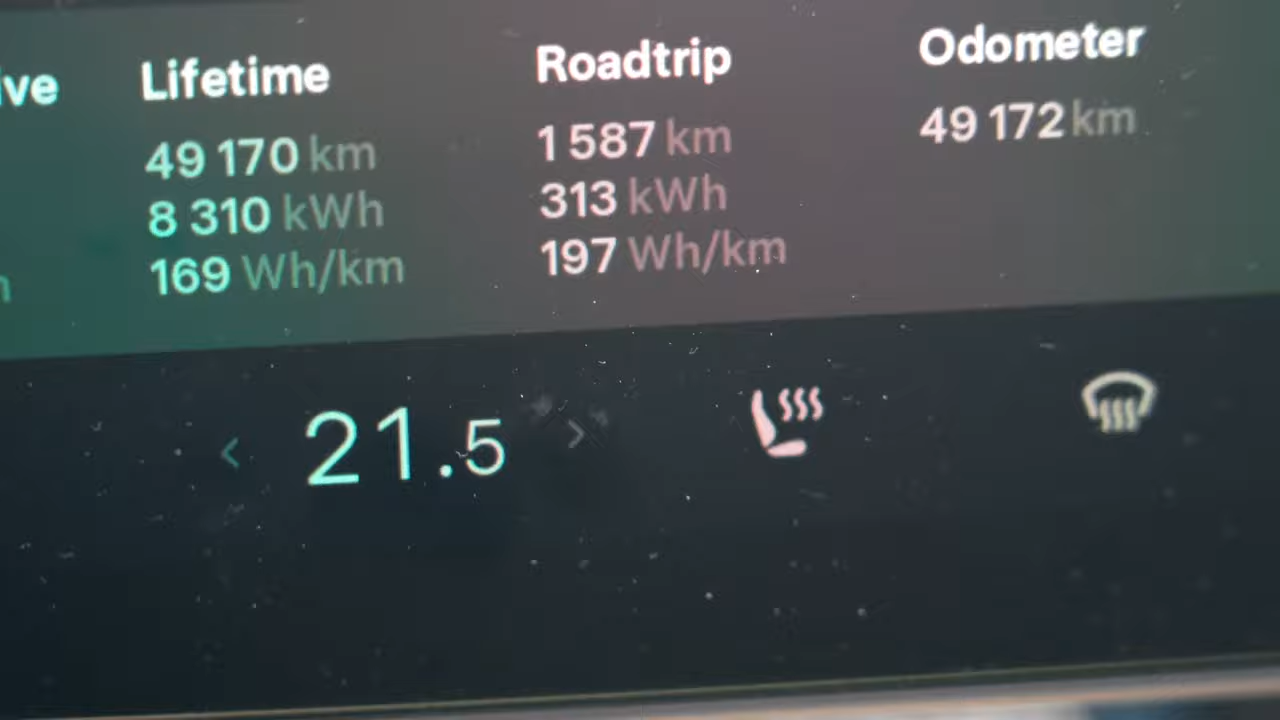 Lifetime
49 170 km
8 310 kWh
169 Wh/km
Roadtrip
1 587 km
313 kWh
197 Wh/km
Odometer
49 172 km
21.5